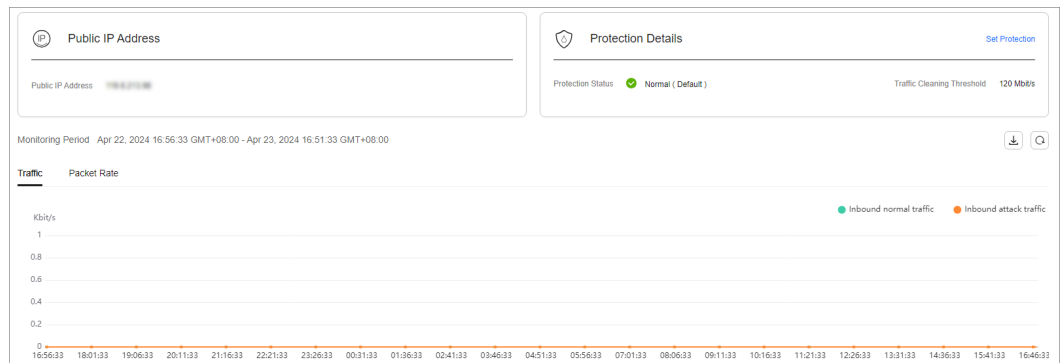 IP Public IP Address
Public IP Address
Protection Details Set Protection
Protection Status Normal ( Default ) Traffic Cleaning Threshold 120 Mbit/s
Monitoring Period Apr 22, 2024 16:56:33 GMT+08:00 - Apr 23, 2024 16:51:33 GMT+08:00
Traffic Packet Rate
Inbound normal traffic Inbound attack traffic
Kbit/s
1
0.8
0.6
0.4
0.2
0
16:56:33 18:01:33 19:06:33 20:11:33 21:16:33 22:21:33 23:26:33 00:31:33 01:36:33 02:41:33 03:46:33 04:51:33 05:56:33 07:01:33 08:06:33 09:11:33 10:16:33 11:21:33 12:26:33 13:31:33 14:36:33 15:41:33 16:46:33